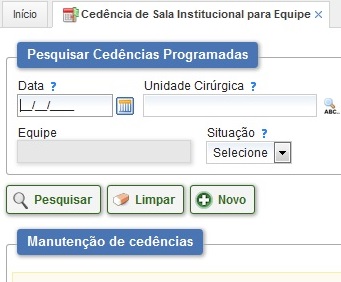 Início
Cedência de Sala Institucional para Equipe
Pesquisar Cedências Programadas
Data ? Unidade Cirúrgica ?
__/__/____ ABC..
Equipe Situação ?
Selecione
Pesquisar Limpar Novo
Manutenção de cedências